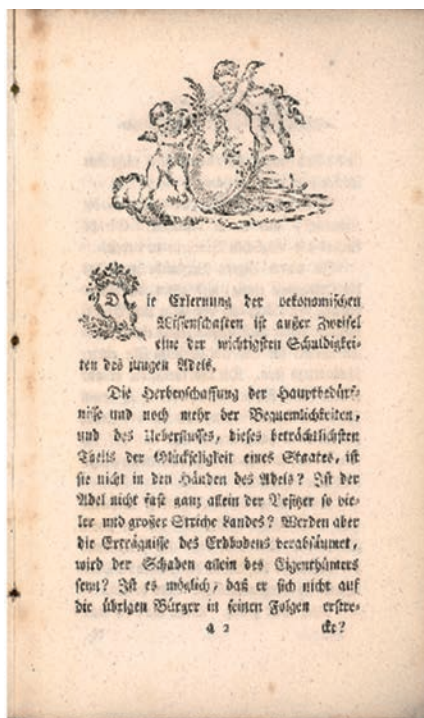 Die Erlernung der oekonomischen
Wissenschaften ist außer Zweifel
eine der wichtigsten Schuldigkei-
ten des jungen Adels.
Die Herbeyschaffung der Hauptbedürf-
nisse und noch mehr der Bequemlichkeiten,
und des Ueberflusses, dieses beträchtlichsten
Theils der Glückseligkeit eines Staates, ist
sie nicht in den Händen des Adels? Ist der
Adel nicht fast ganz allein der Besitzer so vie-
ler und großer Striche Landes? Werden aber
die Erträgnisse des Erdbodens verabsäumet,
wird der Schaden allein des Eigenthümers
seyn? Ist es möglich, daß er sich nicht auf
die übrigen Bürger in seinen Folgen erstre-
a 2 cke?